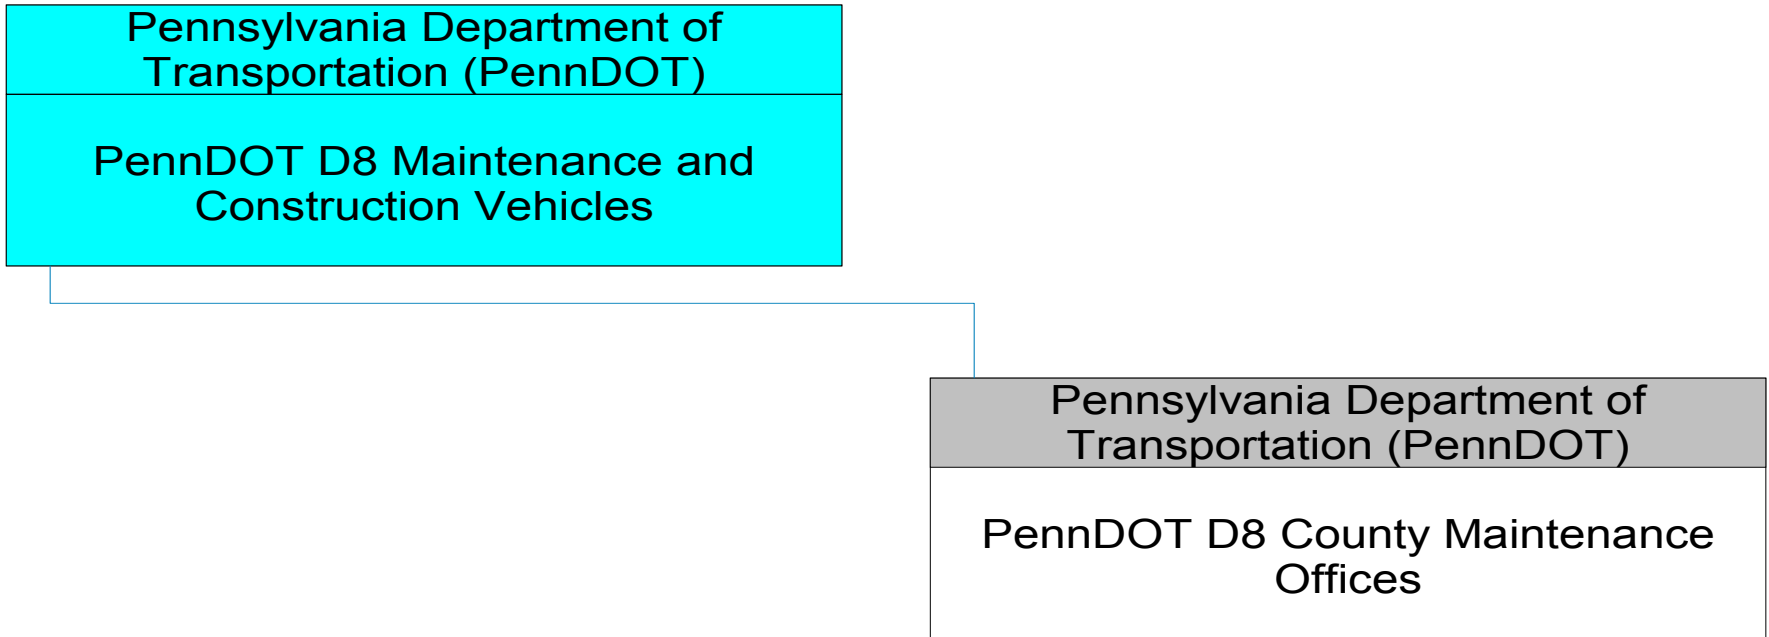 Pennsylvania Department of
Transportation (PennDOT)
PennDOT D8 Maintenance and
Construction Vehicles
Pennsylvania Department of
Transportation (PennDOT)
PennDOT D8 County Maintenance
Offices